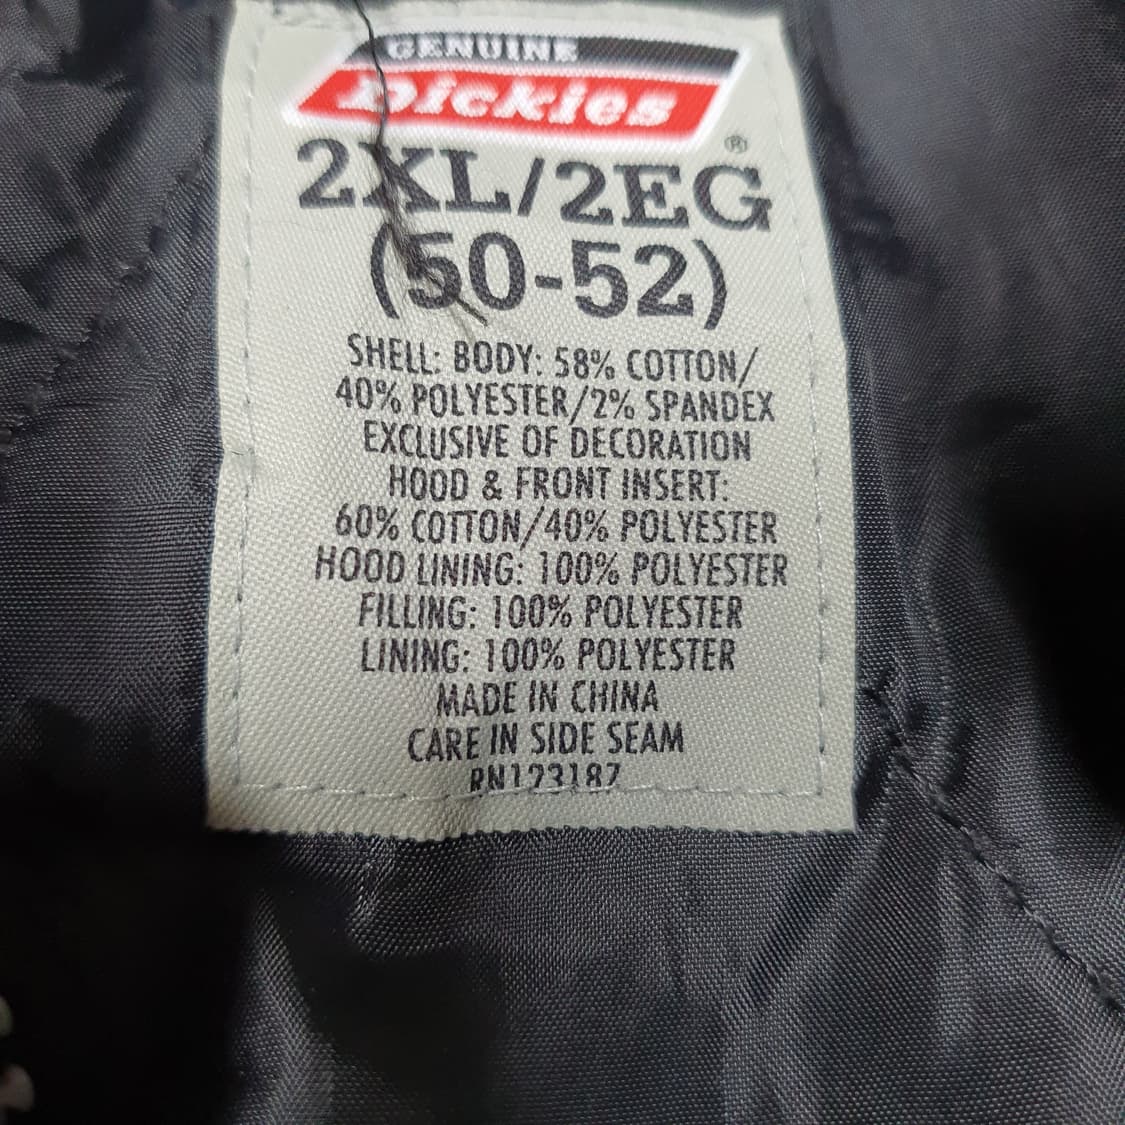 GENUINE
Dickies
®
2XL/2EG
(50-52)
SHELL: BODY: 58% COTTON/
40% POLYESTER/2% SPANDEX
EXCLUSIVE OF DECORATION
HOOD & FRONT INSERT:
60% COTTON/40% POLYESTER
HOOD LINING: 100% POLYESTER
FILLING: 100% POLYESTER
LINING: 100% POLYESTER
MADE IN CHINA
CARE IN SIDE SEAM
RN123187